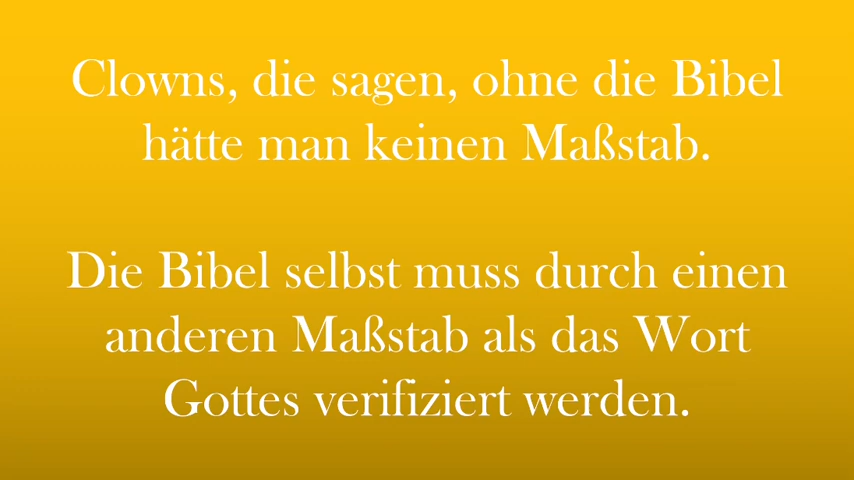 Clowns, die sagen, ohne die Bibel
hätte man keinen Maßstab.
Die Bibel selbst muss durch einen
anderen Maßstab als das Wort
Gottes verifiziert werden.